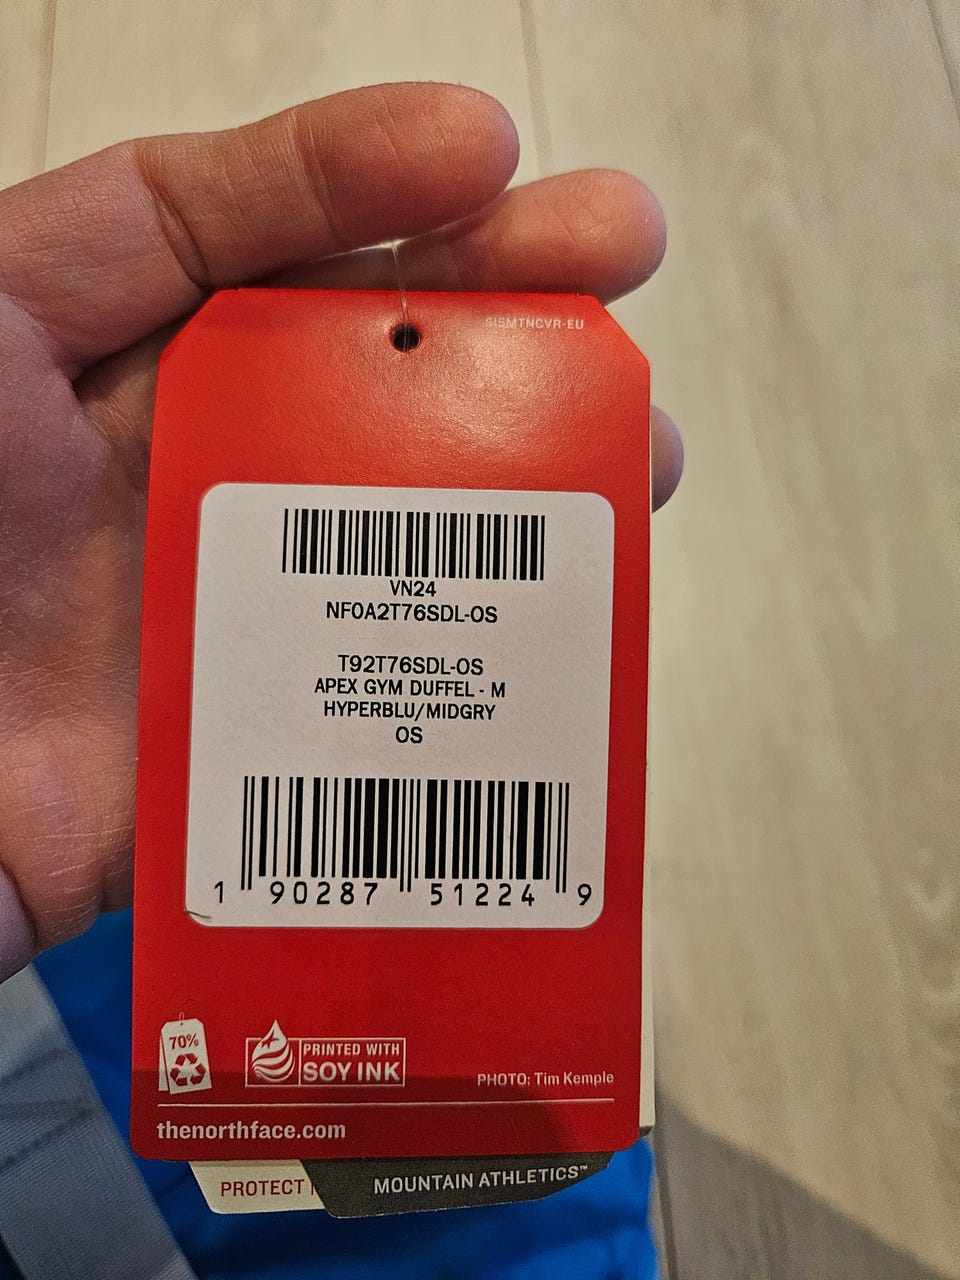 S15MTNCVR-EU
VN24
NF0A2T76SDL-OS
T92T76SDL-OS
APEX GYM DUFFEL - M
HYPERBLU/MIDGRY
OS
1 90287 51224 9
70%
PRINTED WITH
SOY INK
PHOTO: Tim Kemple
thenorthface.com
PROTECT
MOUNTAIN ATHLETICS™